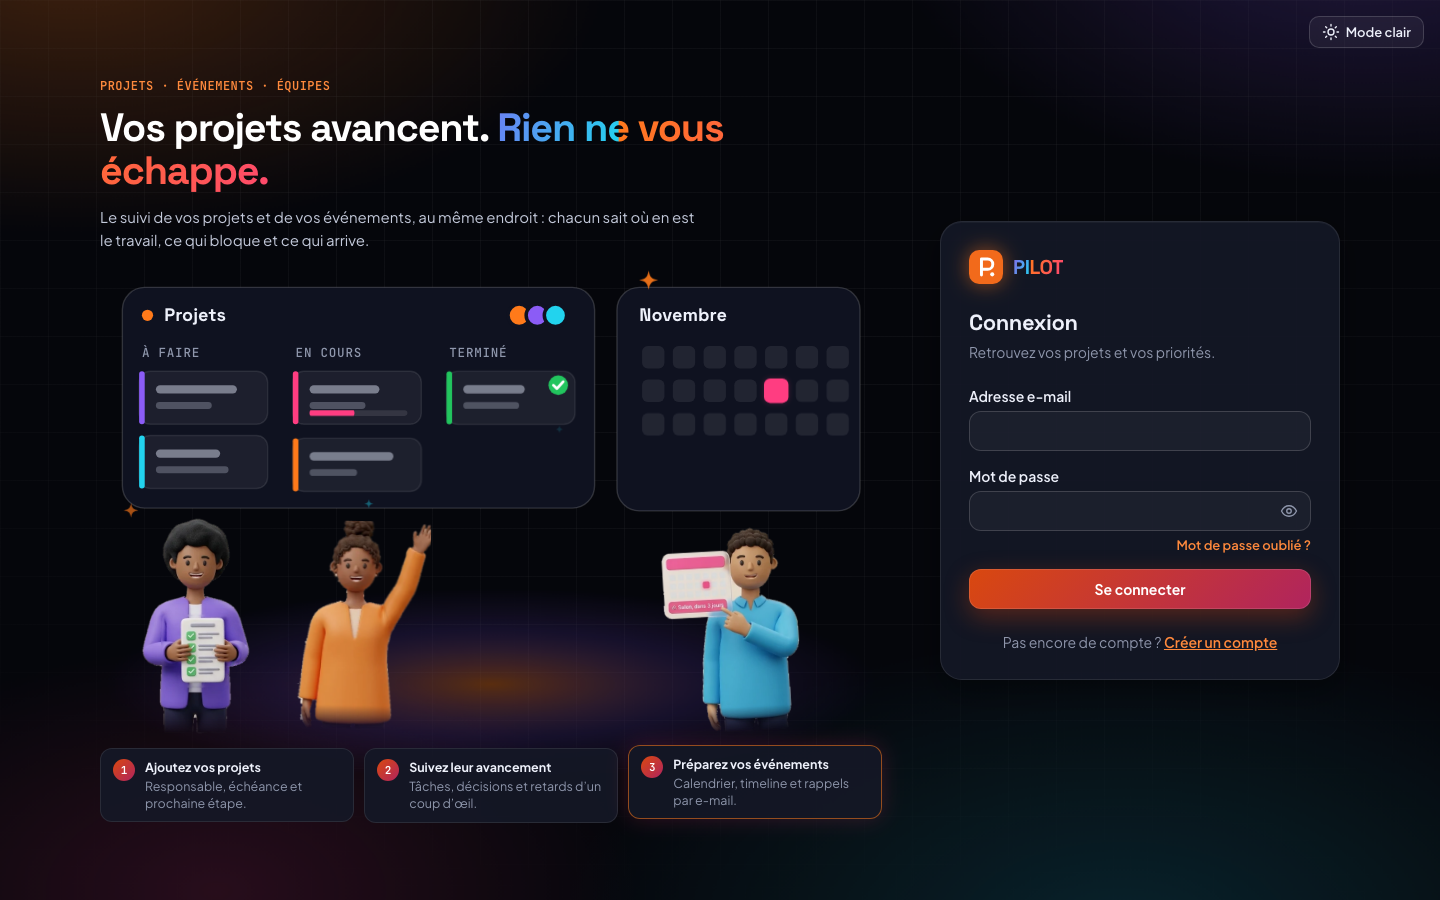 Mode clair
PROJETS · ÉVÉNEMENTS · ÉQUIPES
Vos projets avancent. Rien ne vous
échappe.
Le suivi de vos projets et de vos événements, au même endroit : chacun sait où en est
le travail, ce qui bloque et ce qui arrive.
Projets
À FAIRE
EN COURS
TERMINÉ
Novembre
1
Ajoutez vos projets
Responsable, échéance et
prochaine étape.
2
Suivez leur avancement
Tâches, décisions et retards d'un
coup d'œil.
3
Préparez vos événements
Calendrier, timeline et rappels
par e-mail.
P.
PILOT
Connexion
Retrouvez vos projets et vos priorités.
Adresse e-mail
Mot de passe
Mot de passe oublié ?
Se connecter
Pas encore de compte ? Créer un compte